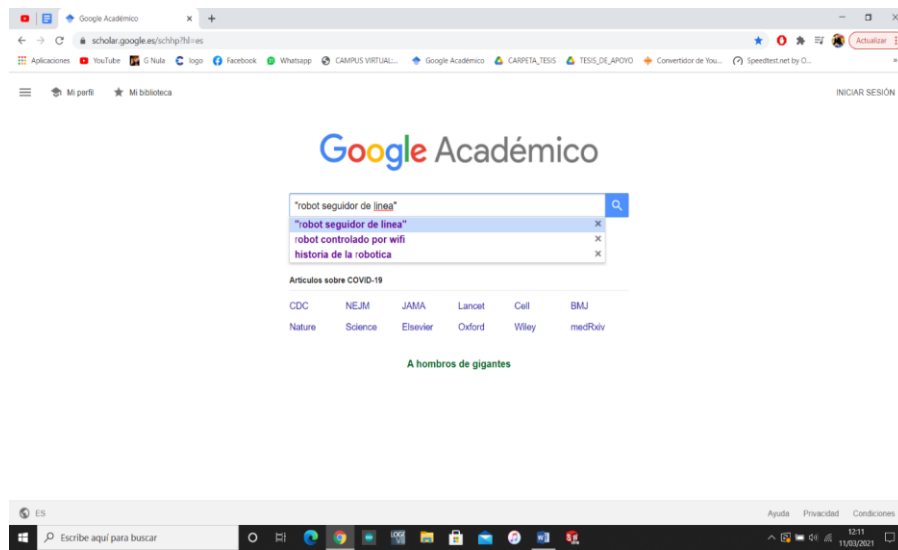 Google Académico
scholar.google.es/schhp?hl=es
Actualizar
Aplicaciones YouTube G Nula logo Facebook Whatsapp CAMPUS VIRTUAL... Google Académico CARPETA_TESIS TESIS_DE_APOYO Convertidor de You... Speedtest.net by O... »
Mi perfil Mi biblioteca INICIAR SESIÓN
Google Académico
"robot seguidor de linea"
"robot seguidor de linea"
robot controlado por wifi
historia de la robotica
Artículos sobre COVID-19
CDC NEJM JAMA Lancet Cell BMJ
Nature Science Elsevier Oxford Wiley medRxiv
A hombros de gigantes
ES Ayuda Privacidad Condiciones
Escribe aquí para buscar
12:11
11/03/2021